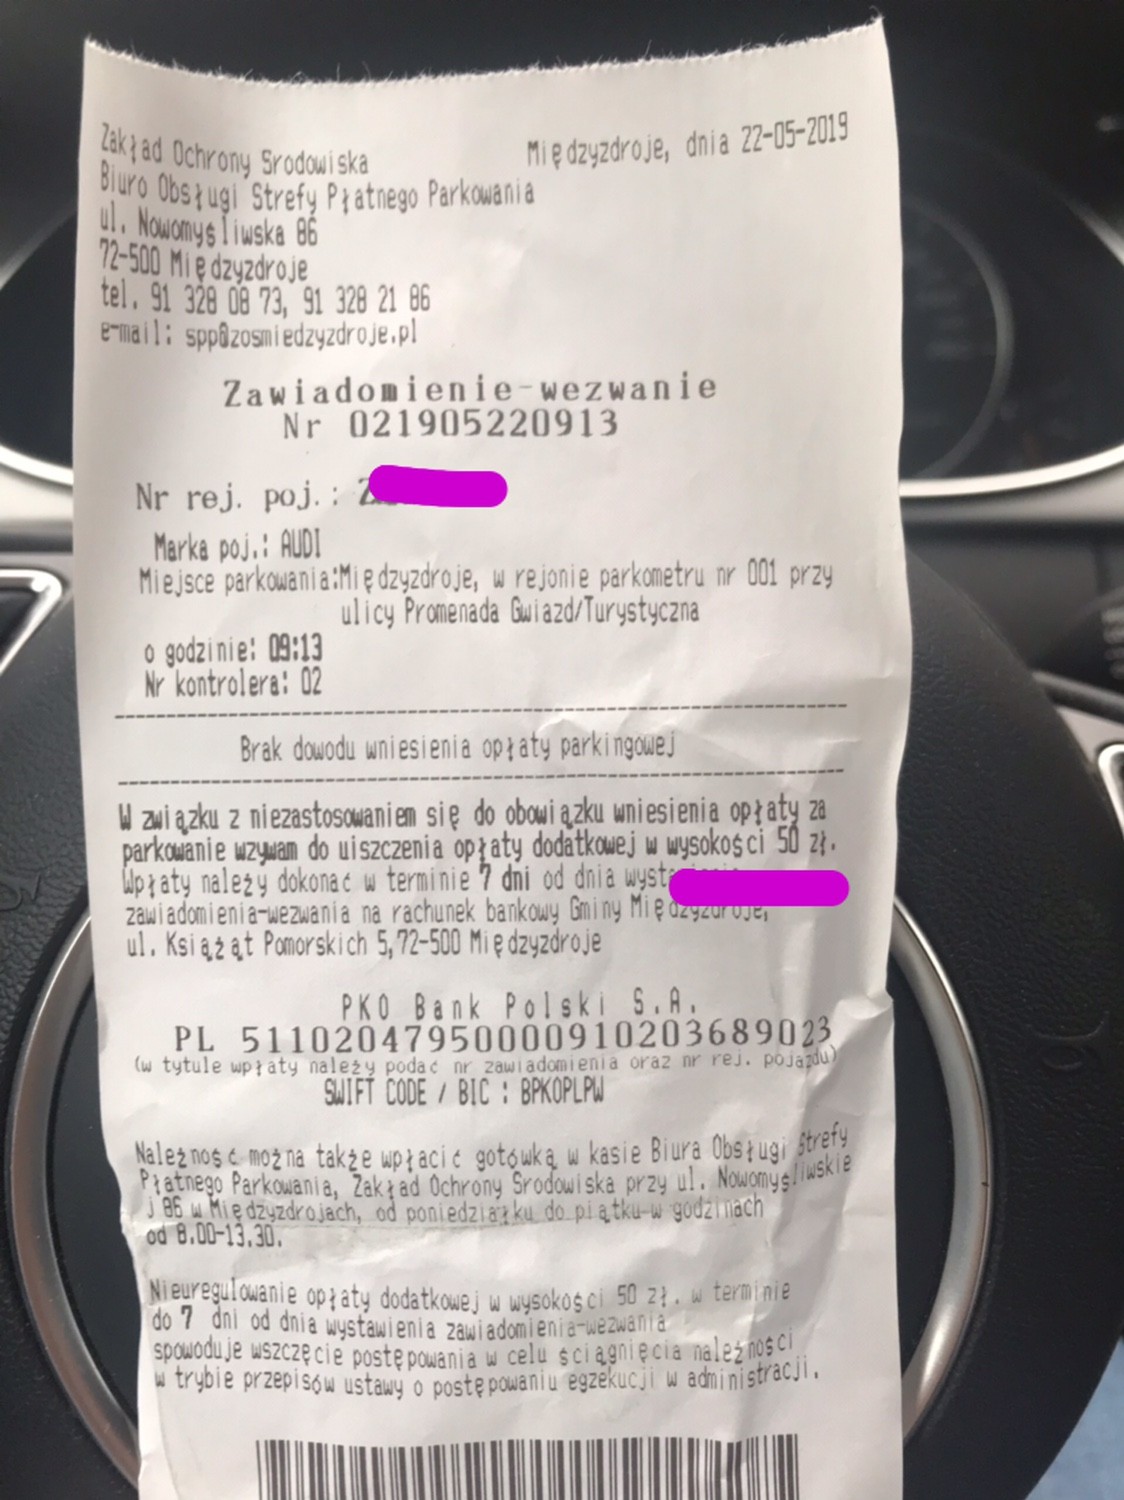 Zakład Ochrony Srodowiska
Międzyzdroje, dnia 22-05-2019
Biuro Obsługi Strefy Płatnego Parkowania
ul. Nowomyśliwska 86
72-500 Międzyzdroje
tel. 91 328 08 73, 91 328 21 86
e-mail: spp@zosmiedzyzdroje.pl
Zawiadomienie-wezwanie
Nr 021905220913
Nr rej. poj.: Z
Marka poj.: AUDI
Miejsce parkowania:Międzyzdroje, w rejonie parkometru nr 001 przy
ulicy Promenada Gwiazd/Turystyczna
o godzinie: 09:13
Nr kontrolera: 02
Brak dowodu wniesienia opłaty parkingowej
W związku z niezastosowaniem się do obowiązku wniesienia opłaty za
parkowanie wzywam do uiszczenia opłaty dodatkowej w wysokości 50 zł.
Wpłaty należy dokonać w terminie 7 dni od dnia
zawiadomienia-wezwania na rachunek bankowy Gminy Międzyzdroje,
ul. Książąt Pomorskich 5,72-500 Międzyzdroje
PKO Bank Polski S.A.
PL 51102047950000910203689023
(w tytule wpłaty należy podać nr zawiadomienia oraz nr rej. pojazdu)
SWIFT CODE / BIC : BPKOPLPW
Należność można także wpłacić gotówką w kasie Biura Obsługi Strefy
Płatnego Parkowania, Zakład Ochrony Srodowiska przy ul. Nowomyśliwskie
j 86 w Międzyzdrojach, od poniedziałku do piątku w godzinach
od 8.00-13.30.
Nieuregulowanie opłaty dodatkowej w wysokości 50 zł. w terminie
do 7 dni od dnia wystawienia zawiadomienia-wezwania
spowoduje wszczęcie postępowania w celu ściągnięcia należności
w trybie przepisów ustawy o postępowaniu egzekucji w administracji.